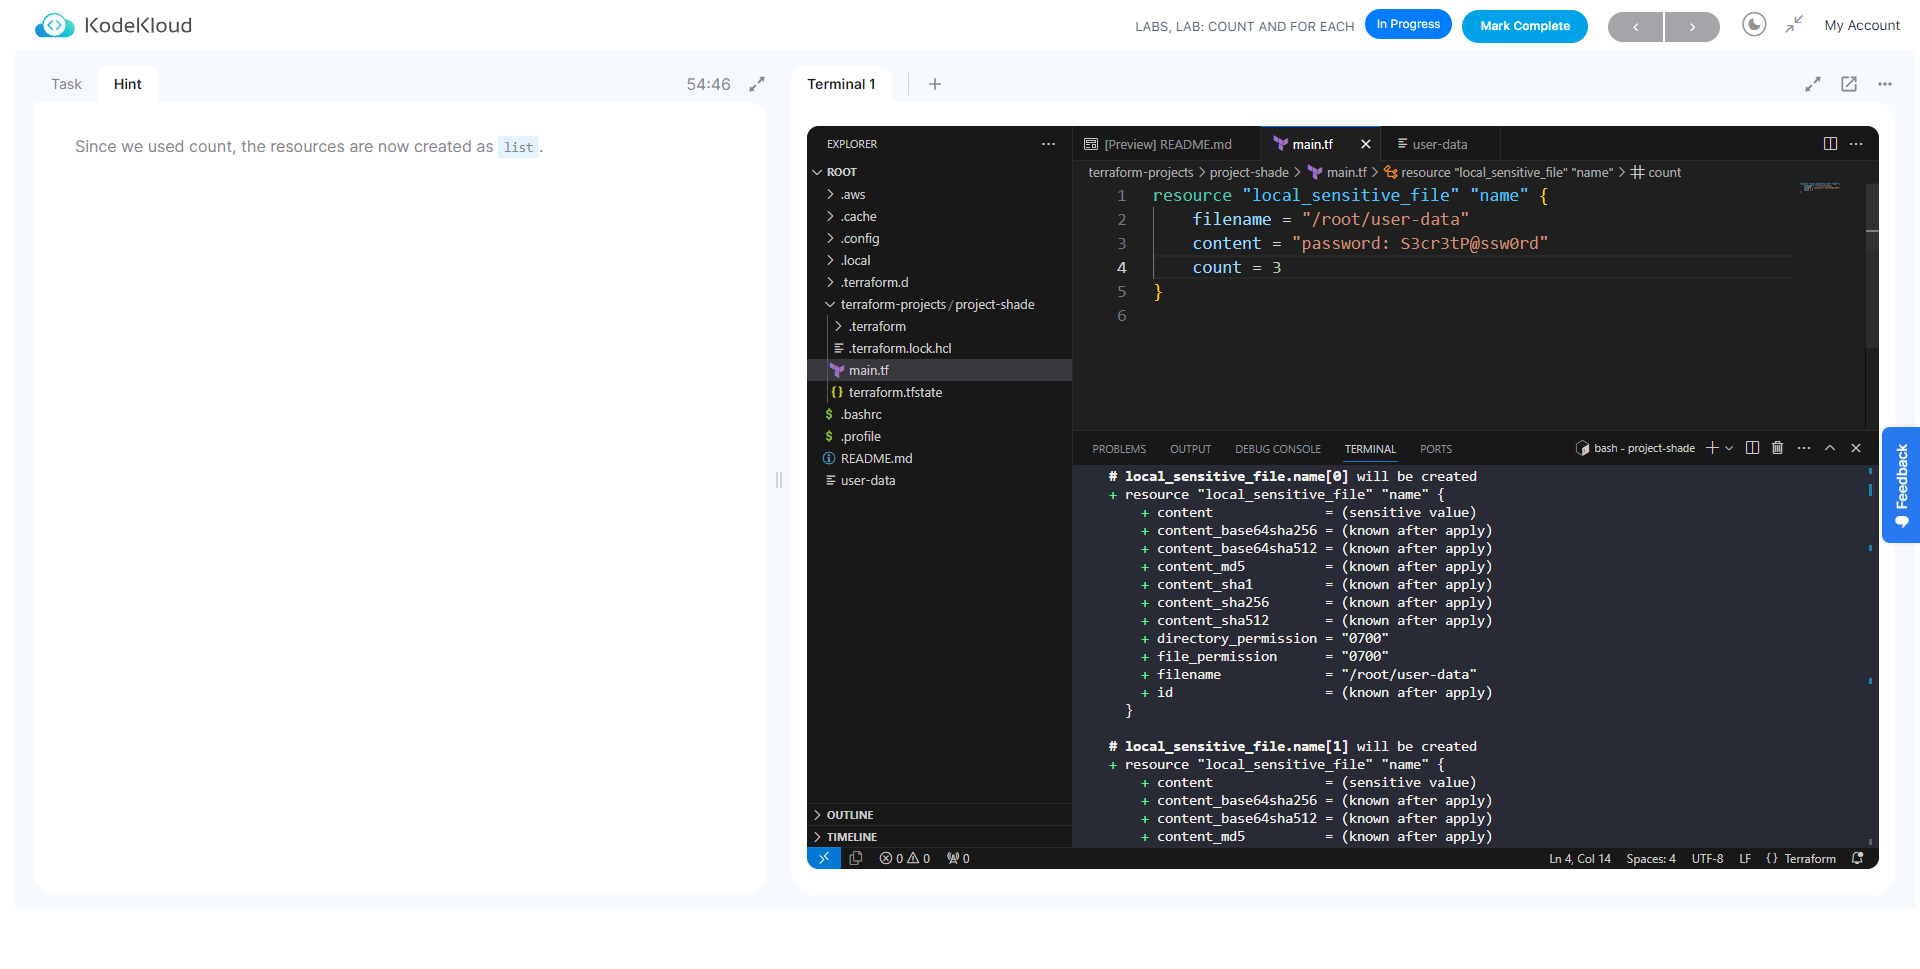 KodeKloud
LABS, LAB: COUNT AND FOR EACH
In Progress
Mark Complete
My Account
Task
Hint
54:46
Since we used count, the resources are now created as list.
Terminal 1
EXPLORER
ROOT
.aws
.cache
.config
.local
.terraform.d
terraform-projects / project-shade
.terraform
.terraform.lock.hcl
main.tf
terraform.tfstate
.bashrc
.profile
README.md
user-data
OUTLINE
TIMELINE
[Preview] README.md
main.tf
user-data
terraform-projects > project-shade > main.tf > resource "local_sensitive_file" "name" > count
1 resource "local_sensitive_file" "name" {
2 filename = "/root/user-data"
3 content = "password: S3cr3tP@ssw0rd"
4 count = 3
5 }
6
PROBLEMS
OUTPUT
DEBUG CONSOLE
TERMINAL
PORTS
bash - project-shade
# local_sensitive_file.name[0] will be created
+ resource "local_sensitive_file" "name" {
+ content = (sensitive value)
+ content_base64sha256 = (known after apply)
+ content_base64sha512 = (known after apply)
+ content_md5 = (known after apply)
+ content_sha1 = (known after apply)
+ content_sha256 = (known after apply)
+ content_sha512 = (known after apply)
+ directory_permission = "0700"
+ file_permission = "0700"
+ filename = "/root/user-data"
+ id = (known after apply)
}
# local_sensitive_file.name[1] will be created
+ resource "local_sensitive_file" "name" {
+ content = (sensitive value)
+ content_base64sha256 = (known after apply)
+ content_base64sha512 = (known after apply)
+ content_md5 = (known after apply)
0 0 0
Ln 4, Col 14
Spaces: 4
UTF-8
LF
{ } Terraform
Feedback